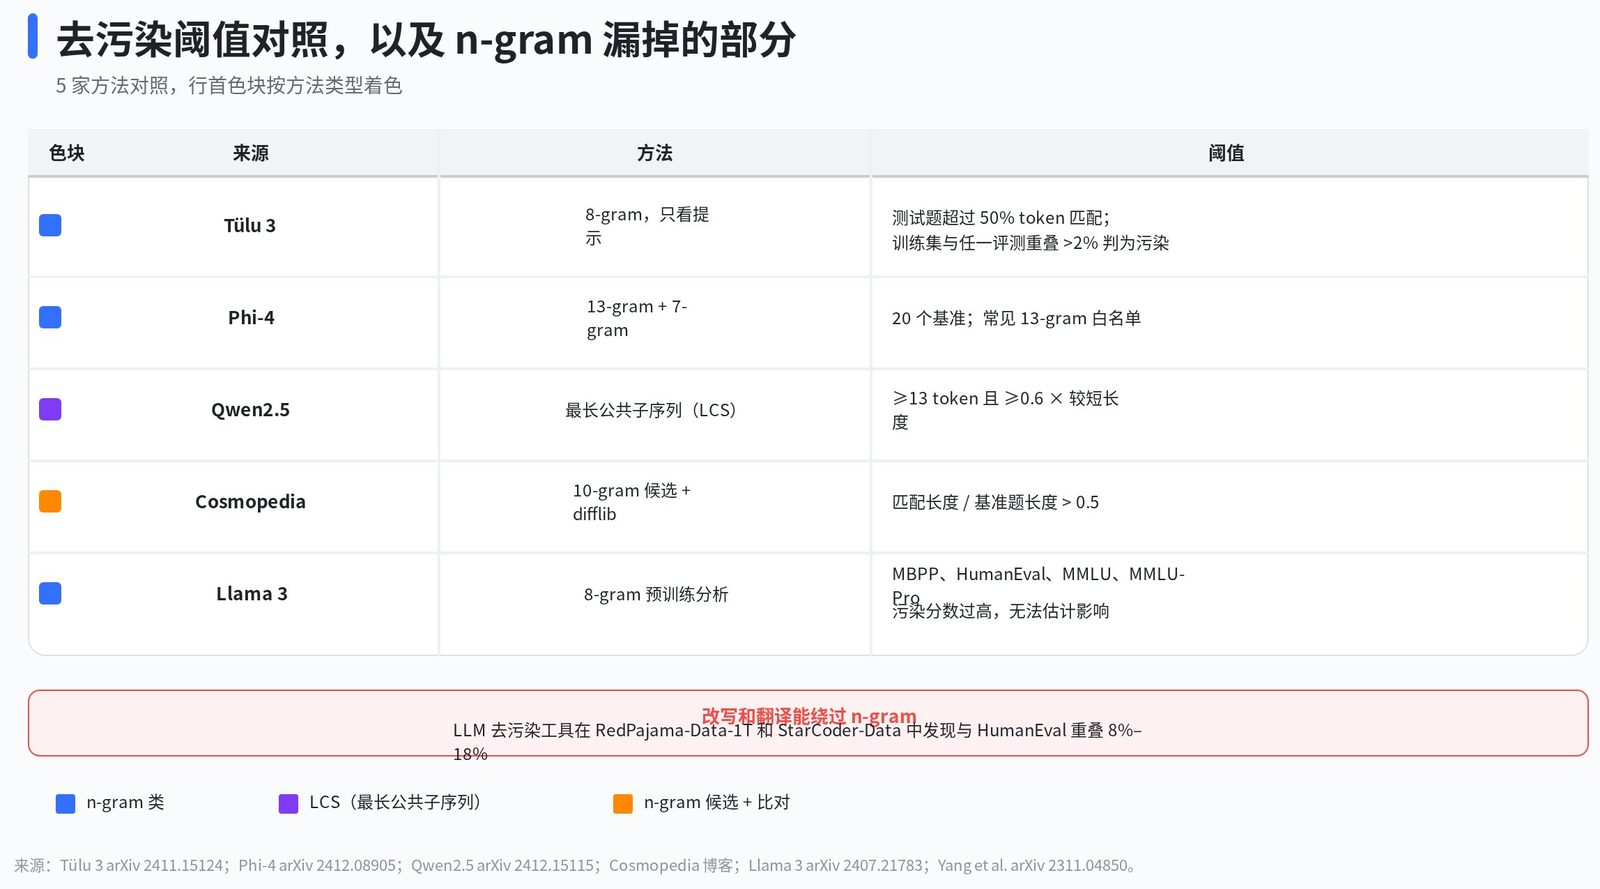 去污染阈值对照，以及 n-gram 漏掉的部分
5 家方法对照，行首色块按方法类型着色
色块
来源
方法
阈值
Tülu 3
8-gram，只看提
示
测试题超过 50% token 匹配；
训练集与任一评测重叠 >2% 判为污染
Phi-4
13-gram + 7-
gram
20 个基准；常见 13-gram 白名单
Qwen2.5
最长公共子序列（LCS）
≥13 token 且 ≥0.6 × 较短长
度
Cosmopedia
10-gram 候选 +
difflib
匹配长度 / 基准题长度 > 0.5
Llama 3
8-gram 预训练分析
MBPP、HumanEval、MMLU、MMLU-
Pro
污染分数过高，无法估计影响
改写和翻译能绕过 n-gram
LLM 去污染工具在 RedPajama-Data-1T 和 StarCoder-Data 中发现与 HumanEval 重叠 8%–
18%
n-gram 类
LCS（最长公共子序列）
n-gram 候选 + 比对
来源：Tülu 3 arXiv 2411.15124；Phi-4 arXiv 2412.08905；Qwen2.5 arXiv 2412.15115；Cosmopedia 博客；Llama 3 arXiv 2407.21783；Yang et al. arXiv 2311.04850。